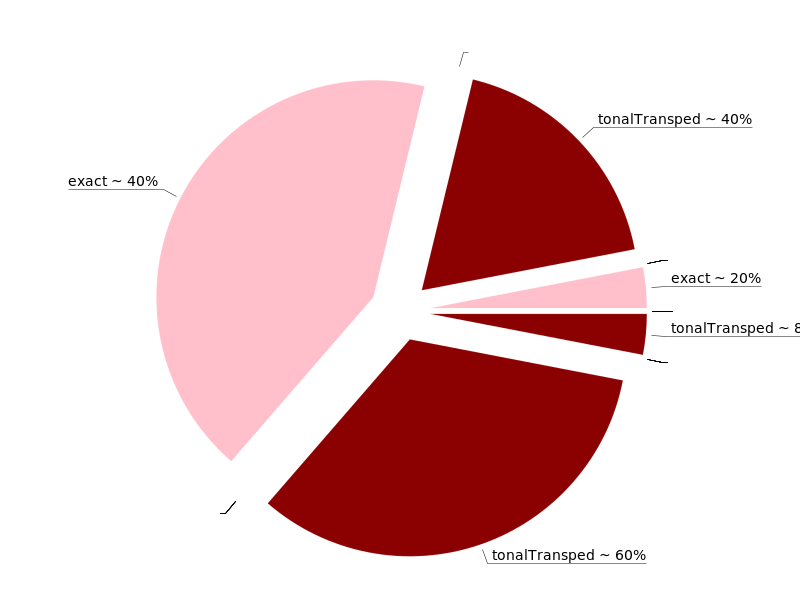 tonalTransped ~ 40%
exact ~ 40%
exact ~ 20%
tonalTransped ~ 8
tonalTransped ~ 60%